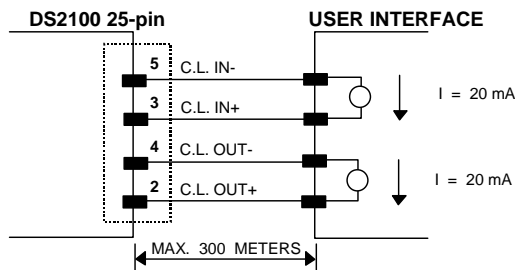 DS2100 25-pin
USER INTERFACE
5 C.L. IN-
3 C.L. IN+
I = 20 mA
4 C.L. OUT-
2 C.L. OUT+
I = 20 mA
MAX. 300 METERS